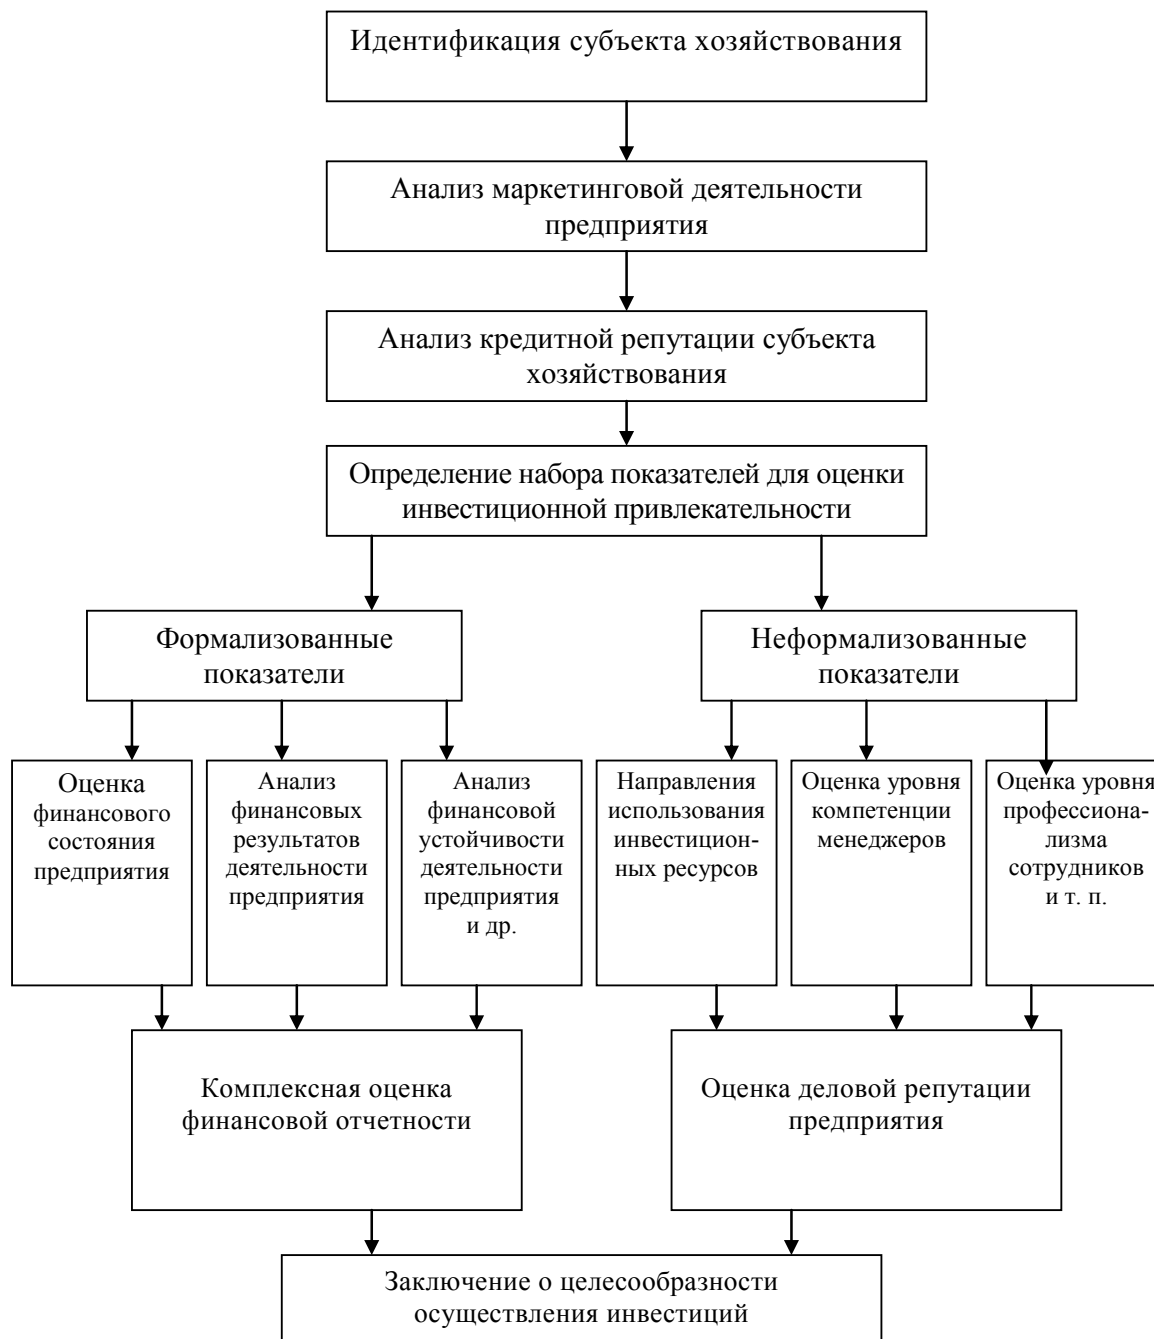 Идентификация субъекта хозяйствования
Анализ маркетинговой деятельности
предприятия
Анализ кредитной репутации субъекта
хозяйствования
Определение набора показателей для оценки
инвестиционной привлекательности
Формализованные
показатели
Неформализованные
показатели
Оценка
финансового
состояния
предприятия
Анализ
финансовых
результатов
деятельности
предприятия
Анализ
финансовой
устойчивости
деятельности
предприятия
и др.
Направления
использования
инвестицион-
ных ресурсов
Оценка уровня
компетенции
менеджеров
Оценка уровня
профессиона-
лизма
сотрудников
и т. п.
Комплексная оценка
финансовой отчетности
Оценка деловой репутации
предприятия
Заключение о целесообразности
осуществления инвестиций